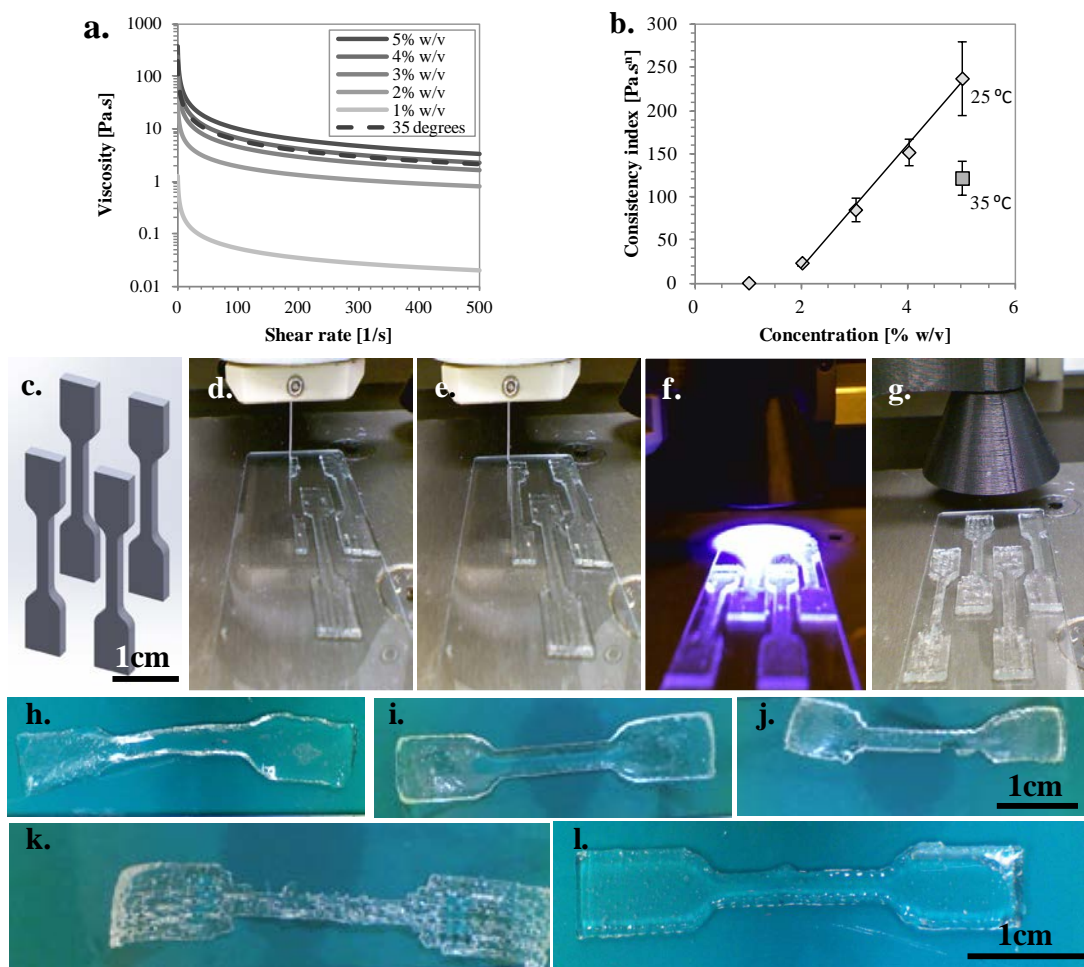 a.
1000
100
10
1
0.1
0.01
Viscosity [Pa.s]
0
100
200
300
400
500
Shear rate [1/s]
5% w/v
4% w/v
3% w/v
2% w/v
1% w/v
35 degrees
b.
300
250
200
150
100
50
0
Consistency index [Pa.sⁿ]
0
2
4
6
Concentration [% w/v]
25 ºC
35 ºC
c.
1cm
d.
e.
f.
g.
h.
i.
j.
1cm
k.
l.
1cm